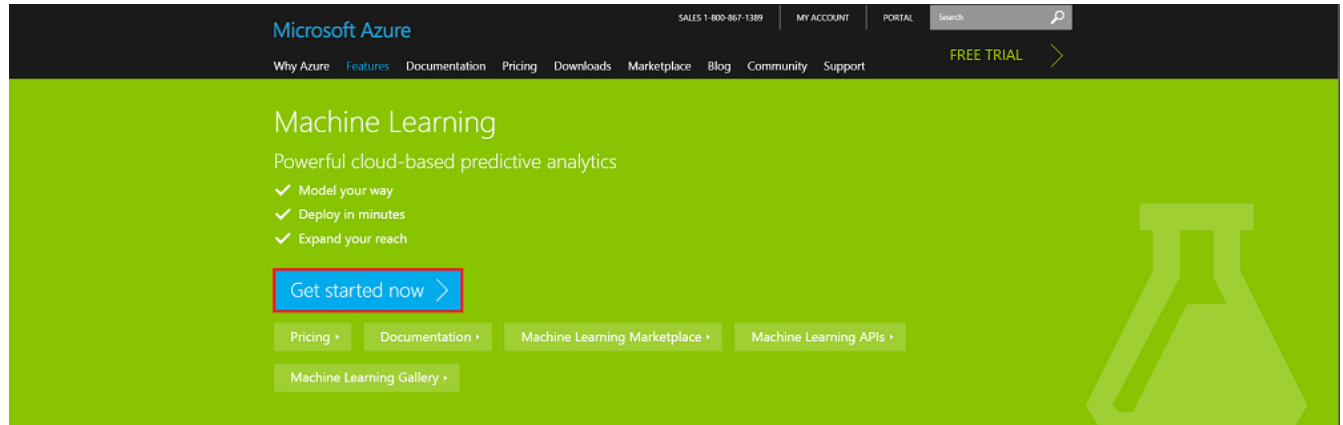 SALES 1-800-867-1389 MY ACCOUNT PORTAL Search
Microsoft Azure
FREE TRIAL
Why Azure Features Documentation Pricing Downloads Marketplace Blog Community Support
Machine Learning
Powerful cloud-based predictive analytics
Model your way
Deploy in minutes
Expand your reach
Get started now
Pricing Documentation Machine Learning Marketplace Machine Learning APIs
Machine Learning Gallery